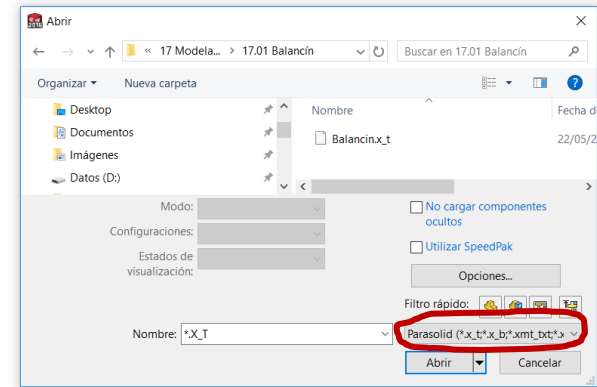 Abrir
« 17 Modela... > 17.01 Balancín
Buscar en 17.01 Balancín
Organizar
Nueva carpeta
Desktop
Documentos
Imágenes
Datos (D:)
Nombre
Fecha d
Balancin.x_t
22/05/2
Modo:
Configuraciones:
Estados de
visualización:
No cargar componentes
ocultos
Utilizar SpeedPak
Opciones...
Filtro rápido:
Nombre: *.X_T
Parasolid (*.x_t;*.x_b;*.xmt_txt;*.x
Abrir
Cancelar